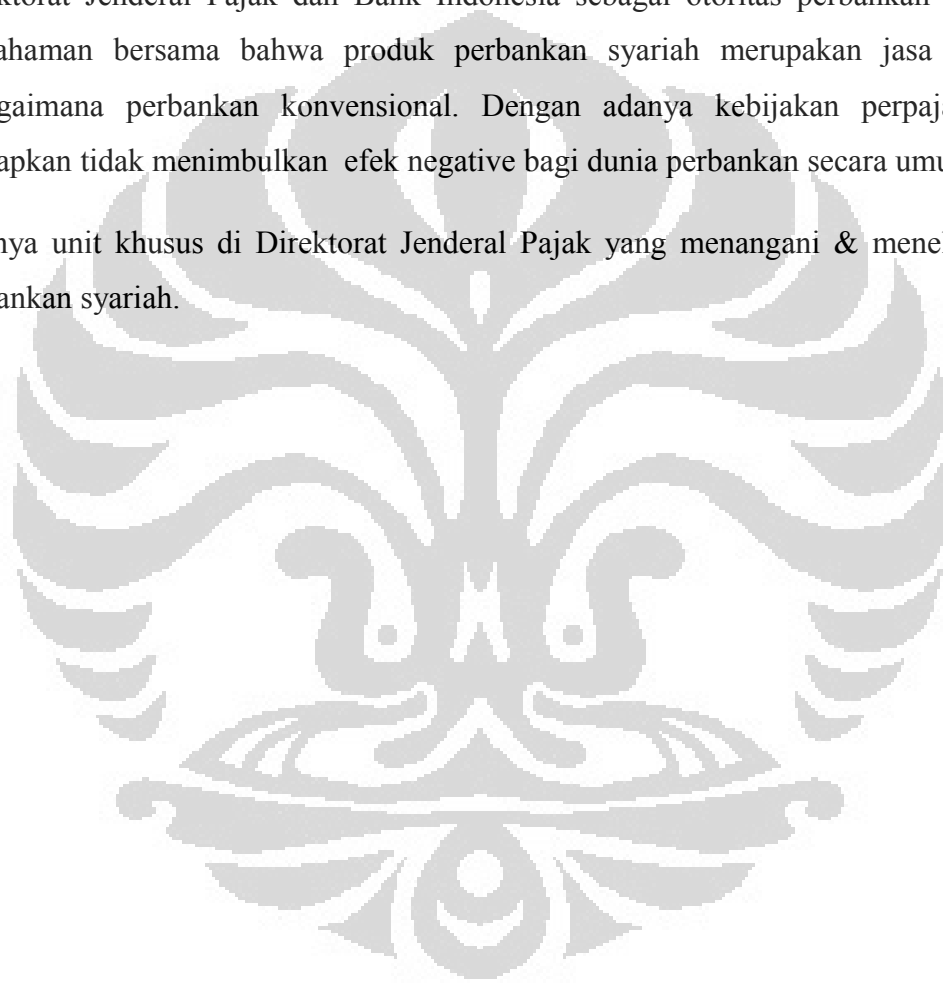 ktorat Jenderal Pajak dan Bank Indonesia sebagai otoritas perbankan
ahaman bersama bahwa produk perbankan syariah merupakan jasa
gaimana perbankan konvensional. Dengan adanya kebijakan perpaja
apkan tidak menimbulkan efek negative bagi dunia perbankan secara umu
nya unit khusus di Direktorat Jenderal Pajak yang menangani & menel
ankan syariah.